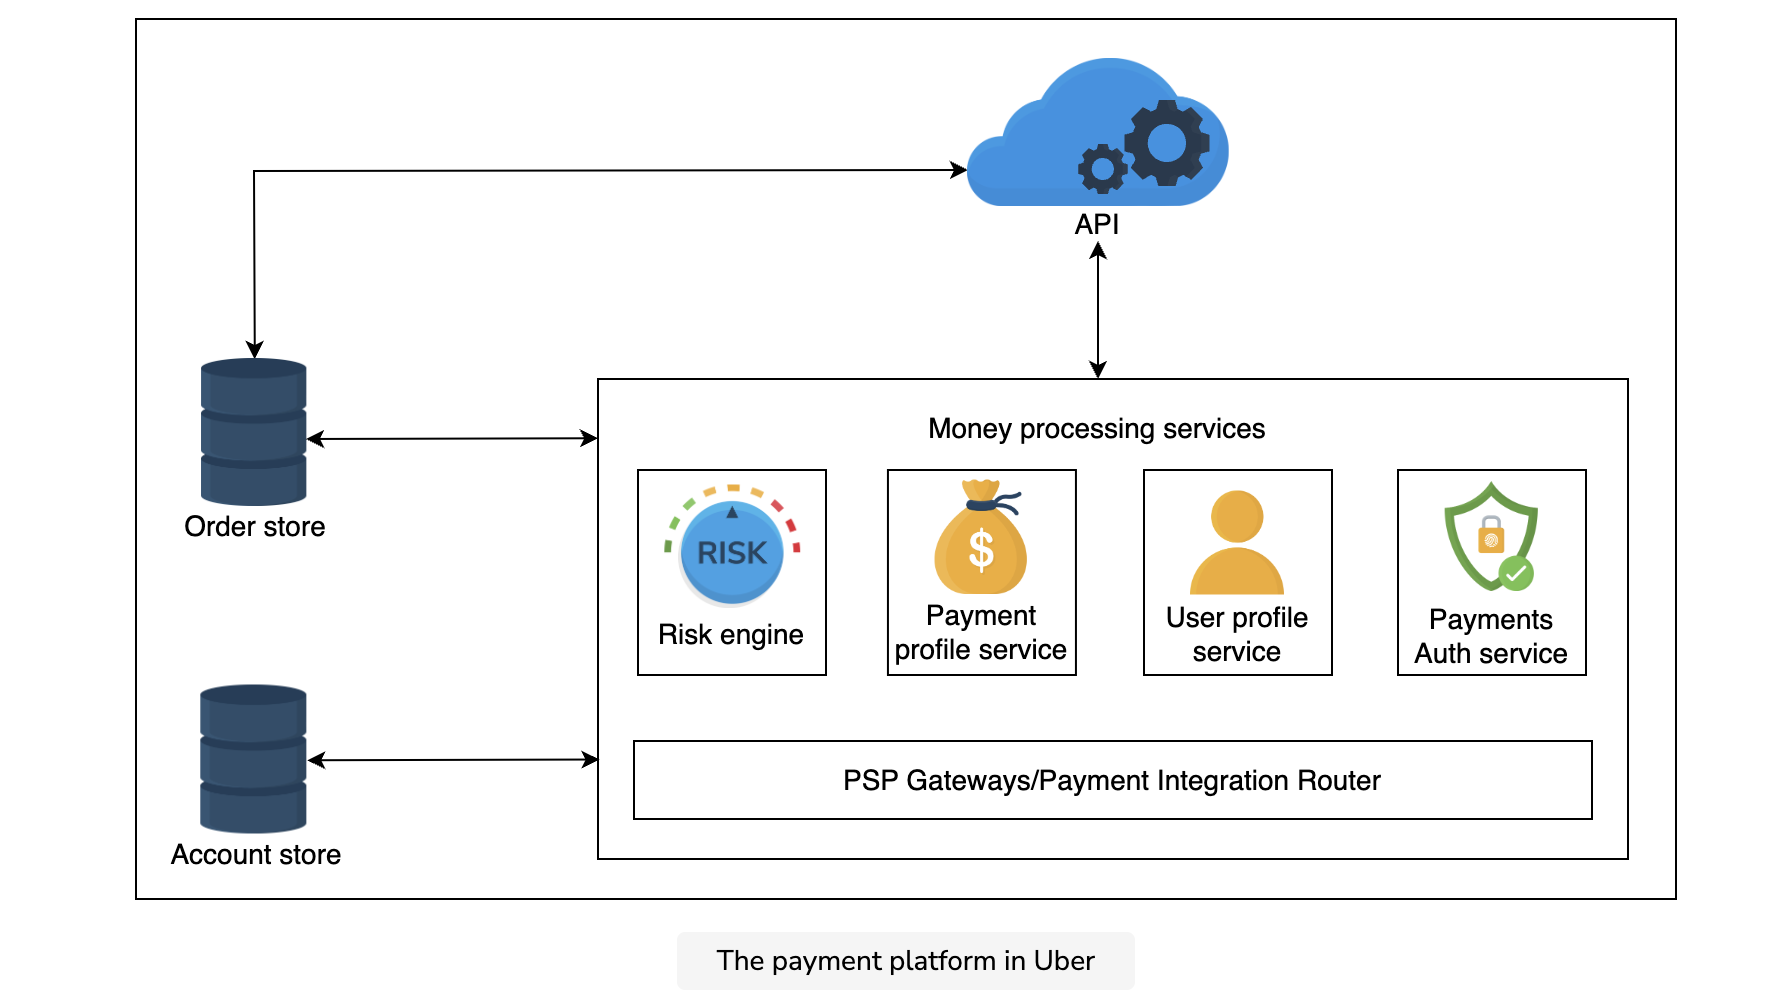 API
Order store
Account store
Money processing services
RISK
Risk engine
$
Payment
profile service
User profile
service
Payments
Auth service
PSP Gateways/Payment Integration Router
The payment platform in Uber